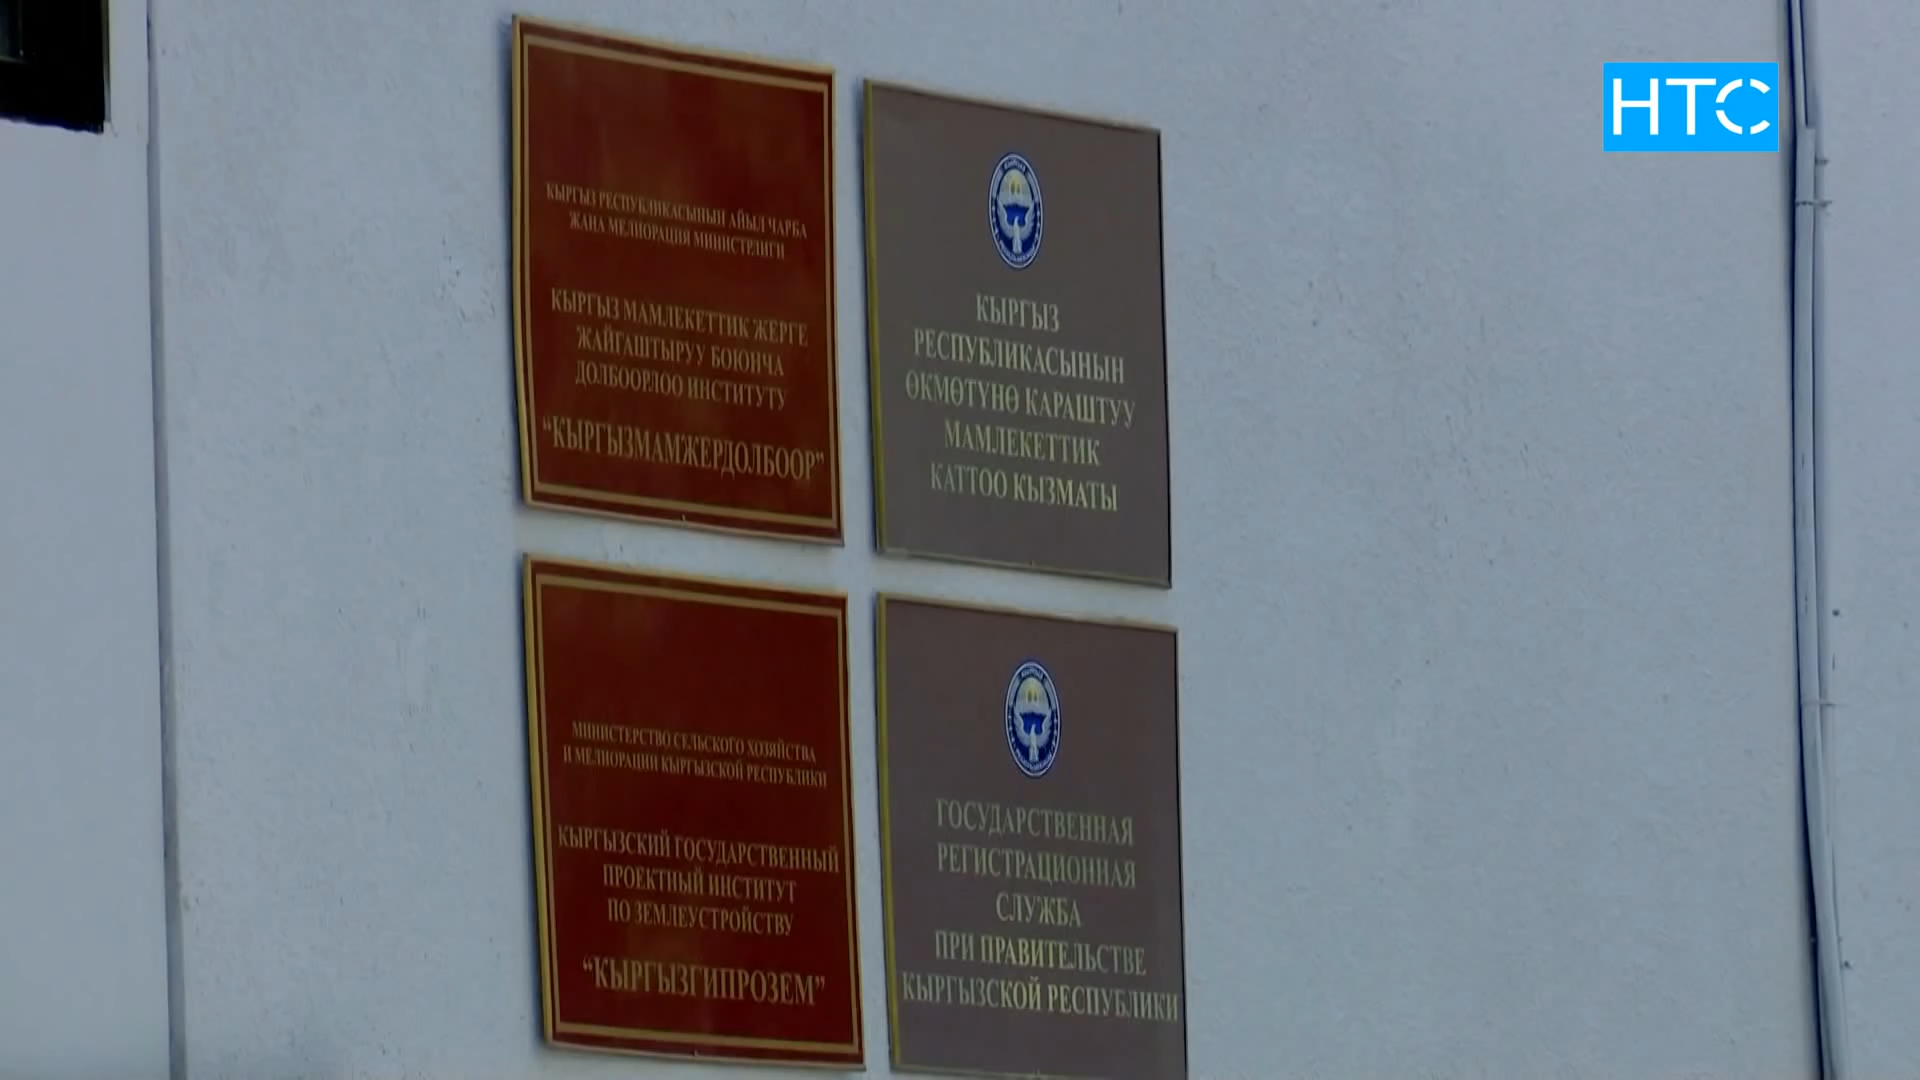 КЫРГЫЗ РЕСПУБЛИКАСЫНЫН АЙЫЛ ЧАРБА
ЖАНА МЕЛИОРАЦИЯ МИНИСТРЛИГИ
КЫРГЫЗ МАМЛЕКЕТТИК ЖЕРГЕ
ЖАЙГАШТЫРУУ БОЮНЧА
ДОЛБООРЛОО ИНСТИТУТУ
“КЫРГЫЗМАМЖЕРДОЛБООР”
КЫРГЫЗ
РЕСПУБЛИКАСЫНЫН
ӨКМӨТҮНӨ КАРАШТУУ
МАМЛЕКЕТТИК
КАТТОО КЫЗМАТЫ
МИНИСТЕРСТВО СЕЛЬСКОГО ХОЗЯЙСТВА
И МЕЛИОРАЦИИ КЫРГЫЗСКОЙ РЕСПУБЛИКИ
КЫРГЫЗСКИЙ ГОСУДАРСТВЕННЫЙ
ПРОЕКТНЫЙ ИНСТИТУТ
ПО ЗЕМЛЕУСТРОЙСТВУ
“КЫРГЫЗГИПРОЗЕМ”
ГОСУДАРСТВЕННАЯ
РЕГИСТРАЦИОННАЯ
СЛУЖБА
ПРИ ПРАВИТЕЛЬСТВЕ
КЫРГЫЗСКОЙ РЕСПУБЛИКИ
НТС